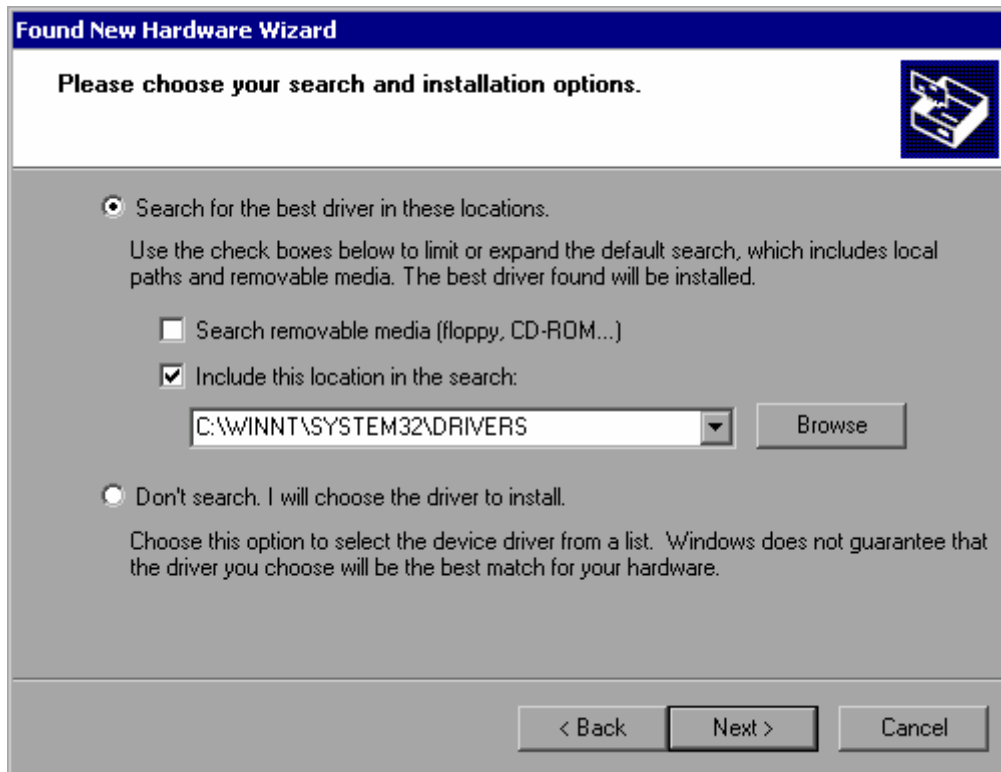 Found New Hardware Wizard
Please choose your search and installation options.
Search for the best driver in these locations.
Use the check boxes below to limit or expand the default search, which includes local
paths and removable media. The best driver found will be installed.
Search removable media (floppy, CD-ROM...)
Include this location in the search:
C:\WINNT\SYSTEM32\DRIVERS
Browse
Don't search. I will choose the driver to install.
Choose this option to select the device driver from a list.  Windows does not guarantee that
the driver you choose will be the best match for your hardware.
< Back
Next >
Cancel